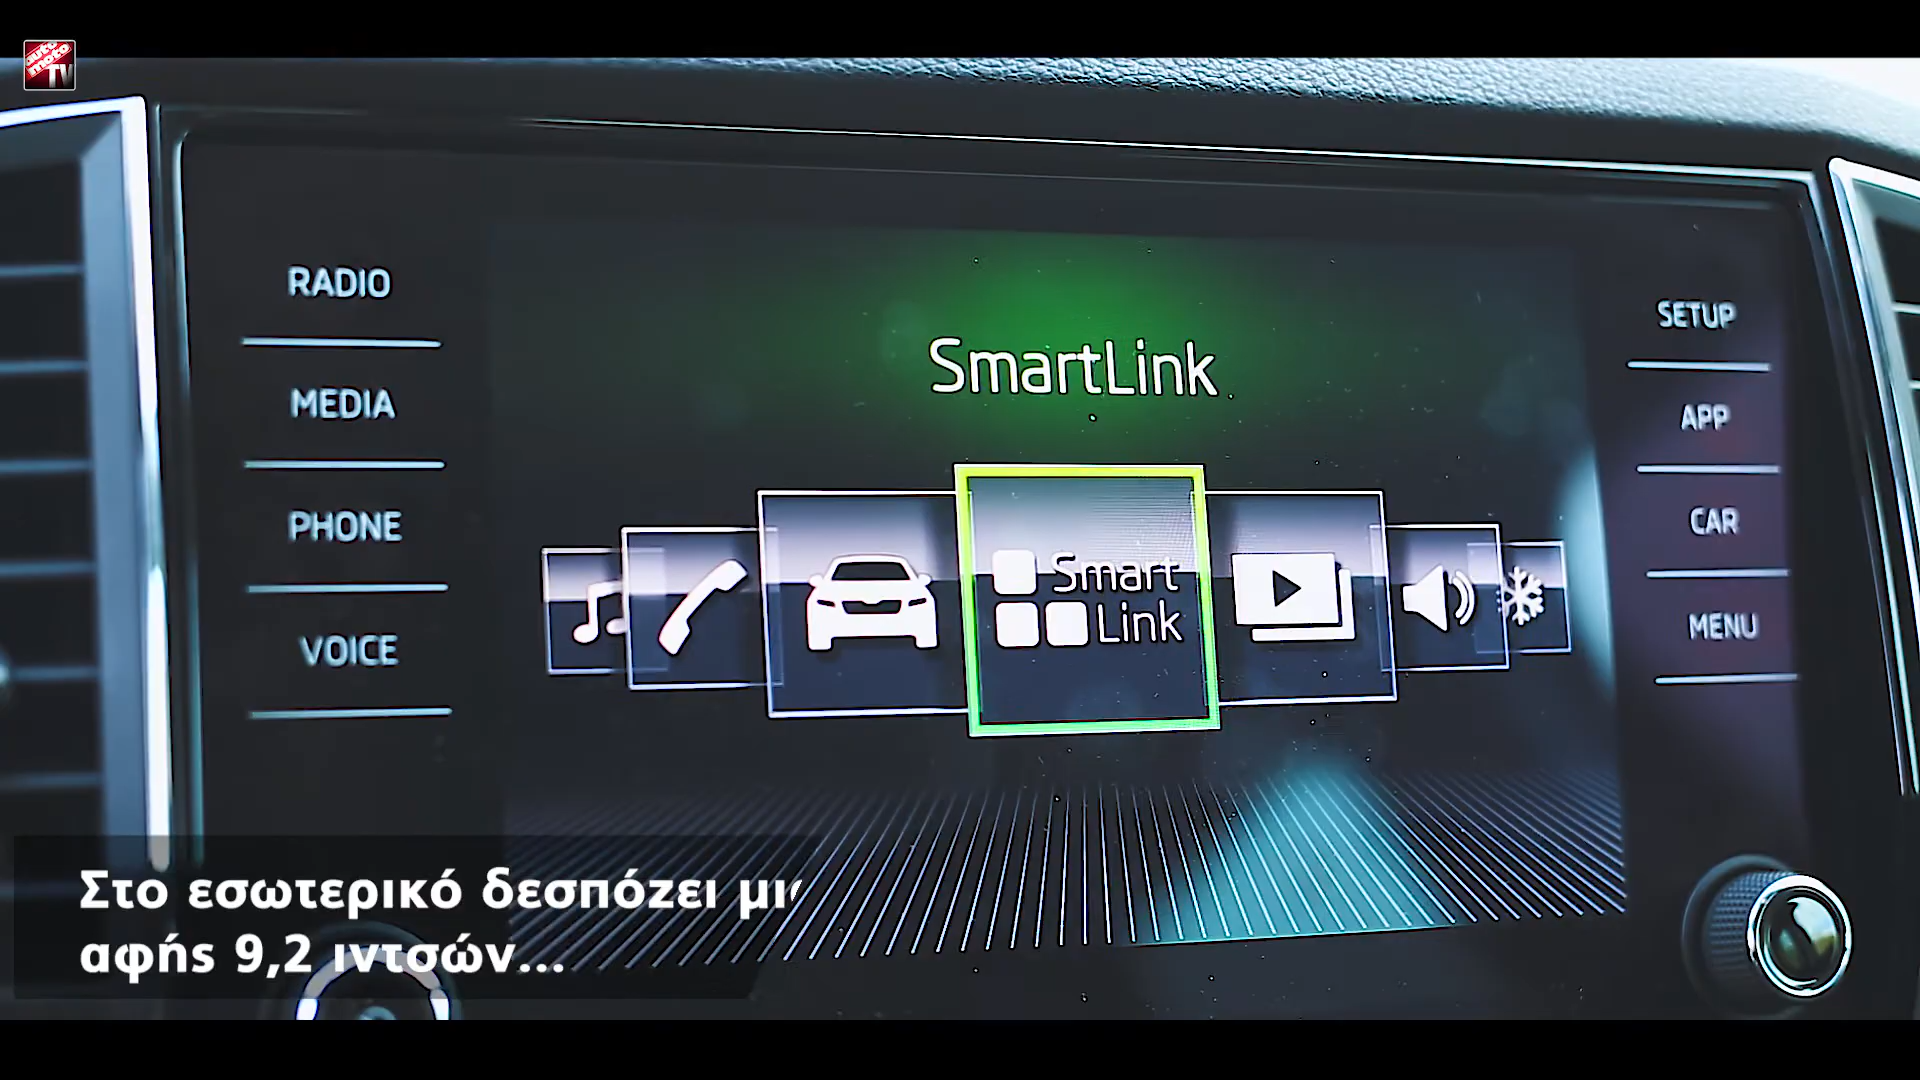 auto
moto
TV
RADIO
MEDIA
PHONE
VOICE
SmartLink
Smart
Link
SETUP
APP
CAR
MENU
Στο εσωτερικό δεσπόζει
αφής 9,2 ιντσών...